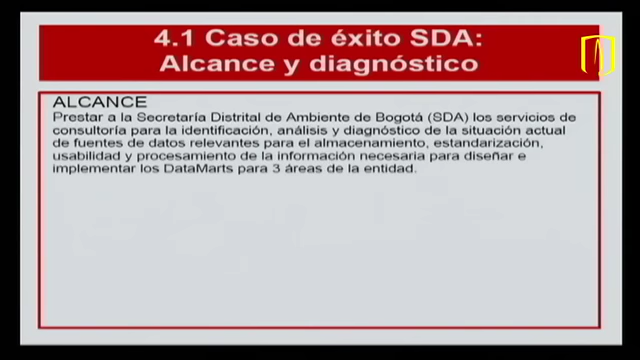 4.1 Caso de éxito SDA:
Alcance y diagnóstico
ALCANCE
Prestar a la Secretaría Distrital de Ambiente de Bogotá (SDA) los servicios de
consultoría para la identificación, análisis y diagnóstico de la situación actual
de fuentes de datos relevantes para el almacenamiento, estandarización,
usabilidad y procesamiento de la información necesaria para diseñar e
implementar los DataMarts para 3 áreas de la entidad.